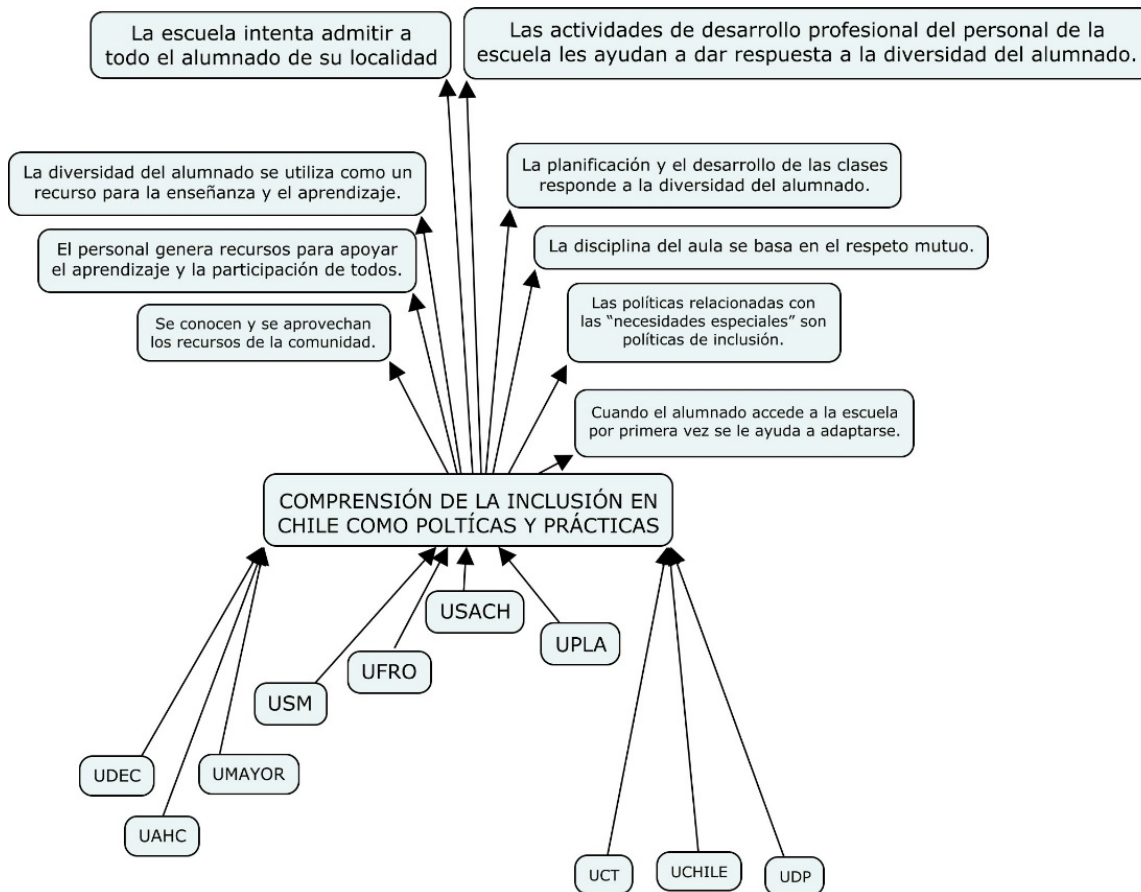 La escuela intenta admitir a
todo el alumnado de su localidad
Las actividades de desarrollo profesional del personal de la
escuela les ayudan a dar respuesta a la diversidad del alumnado.
La diversidad del alumnado se utiliza como un
recurso para la enseñanza y el aprendizaje.
La planificación y el desarrollo de las clases
responde a la diversidad del alumnado.
El personal genera recursos para apoyar
el aprendizaje y la participación de todos.
La disciplina del aula se basa en el respeto mutuo.
Se conocen y se aprovechan
los recursos de la comunidad.
Las políticas relacionadas con
las “necesidades especiales” son
políticas de inclusión.
Cuando el alumnado accede a la escuela
por primera vez se le ayuda a adaptarse.
COMPRENSIÓN DE LA INCLUSIÓN EN
CHILE COMO POLTÍCAS Y PRÁCTICAS
USACH
UPLA
UFRO
USM
UDEC
UMAYOR
UAHC
UCT
UCHILE
UDP